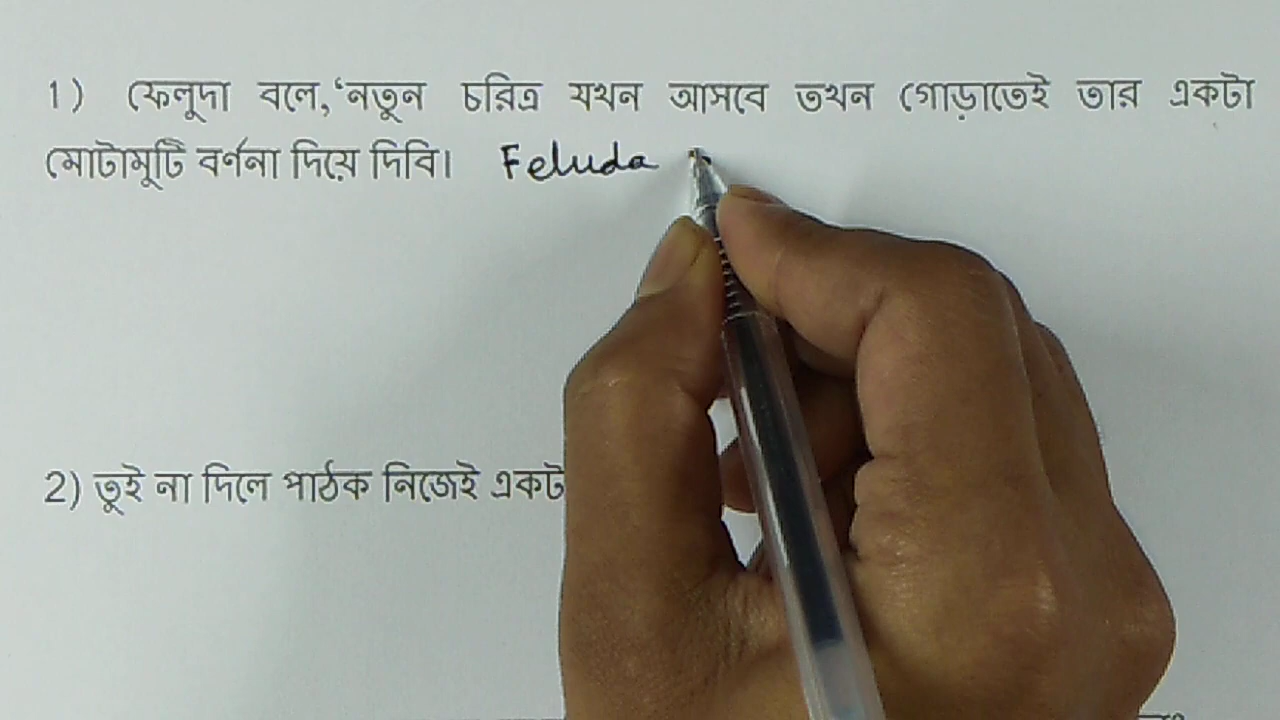 1) ফেলুদা বলে,‘নতুন চরিত্র যখন আসবে তখন গোড়াতেই তার একটা
মোটামুটি বর্ণনা দিয়ে দিবি। Feluda
2) তুই না দিলে পাঠক নিজেই একট